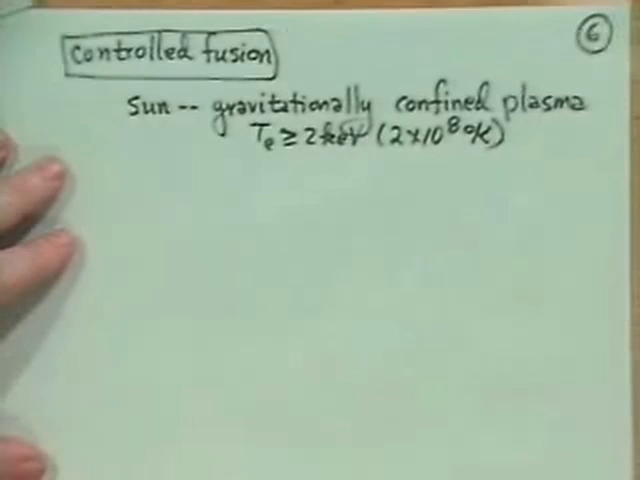 6
Controlled fusion
Sun -- gravitationally confined plasma
Te ≥ 2 keV (2×10⁸ °K)